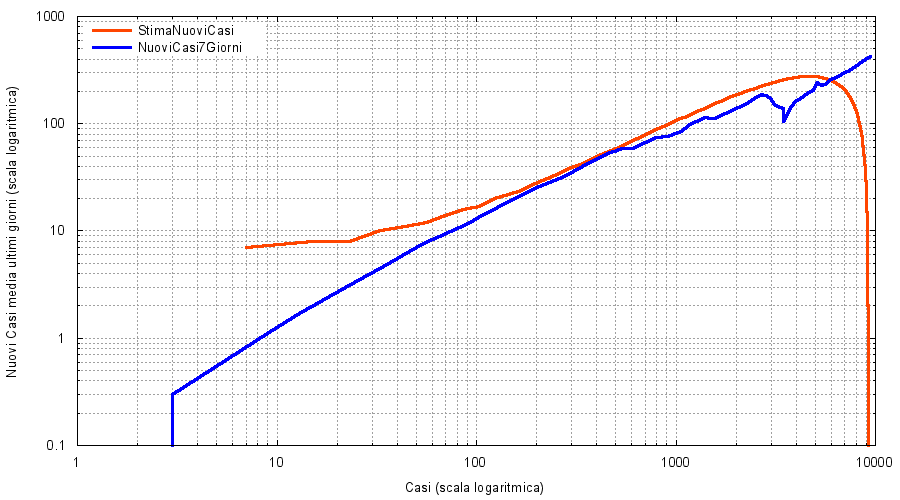 1000
StimaNuoviCasi
NuoviCasi7Giorni
100
10
1
0.1
Nuovi Casi media ultimi giorni (scala logaritmica)
1 10 100 1000 10000
Casi (scala logaritmica)